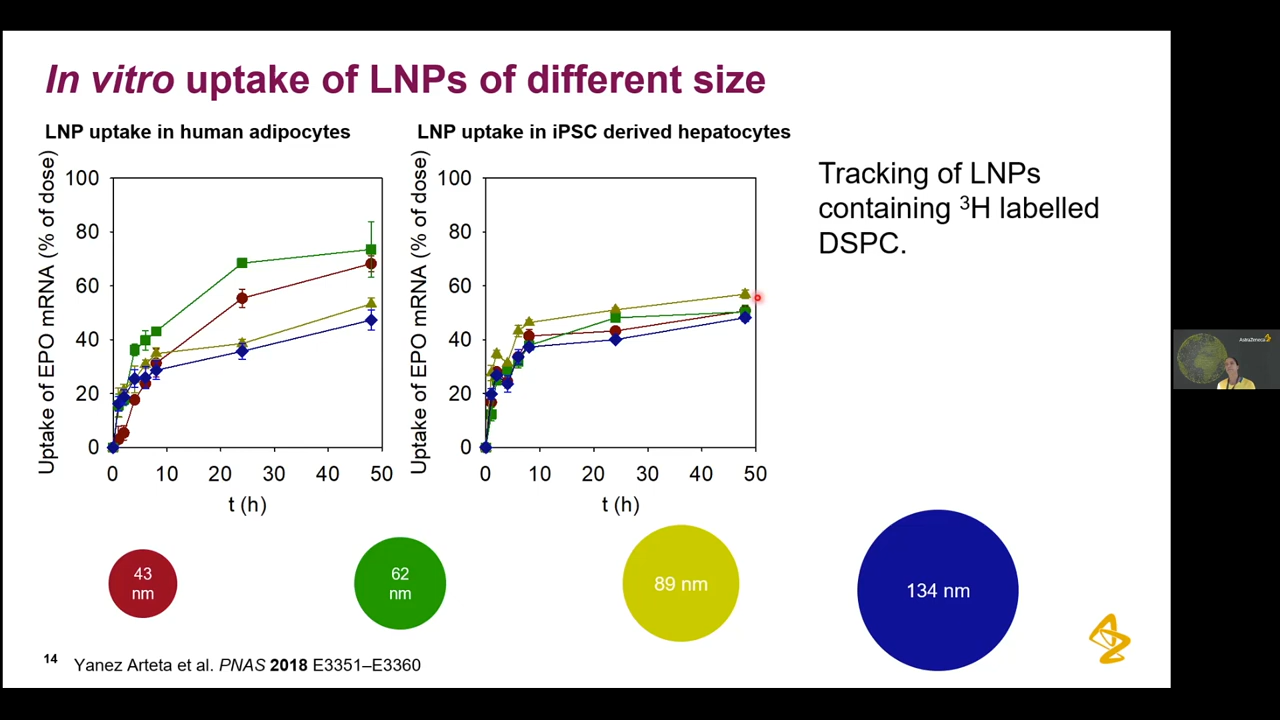 In vitro uptake of LNPs of different size
LNP uptake in human adipocytes
Uptake of EPO mRNA (% of dose)
100
80
60
40
20
0
0 10 20 30 40 50
t (h)
LNP uptake in iPSC derived hepatocytes
Uptake of EPO mRNA (% of dose)
100
80
60
40
20
0
0 10 20 30 40 50
t (h)
Tracking of LNPs
containing ³H labelled
DSPC.
43
nm
62
nm
89 nm
134 nm
14 Yanez Arteta et al. PNAS 2018 E3351–E3360
AstraZeneca